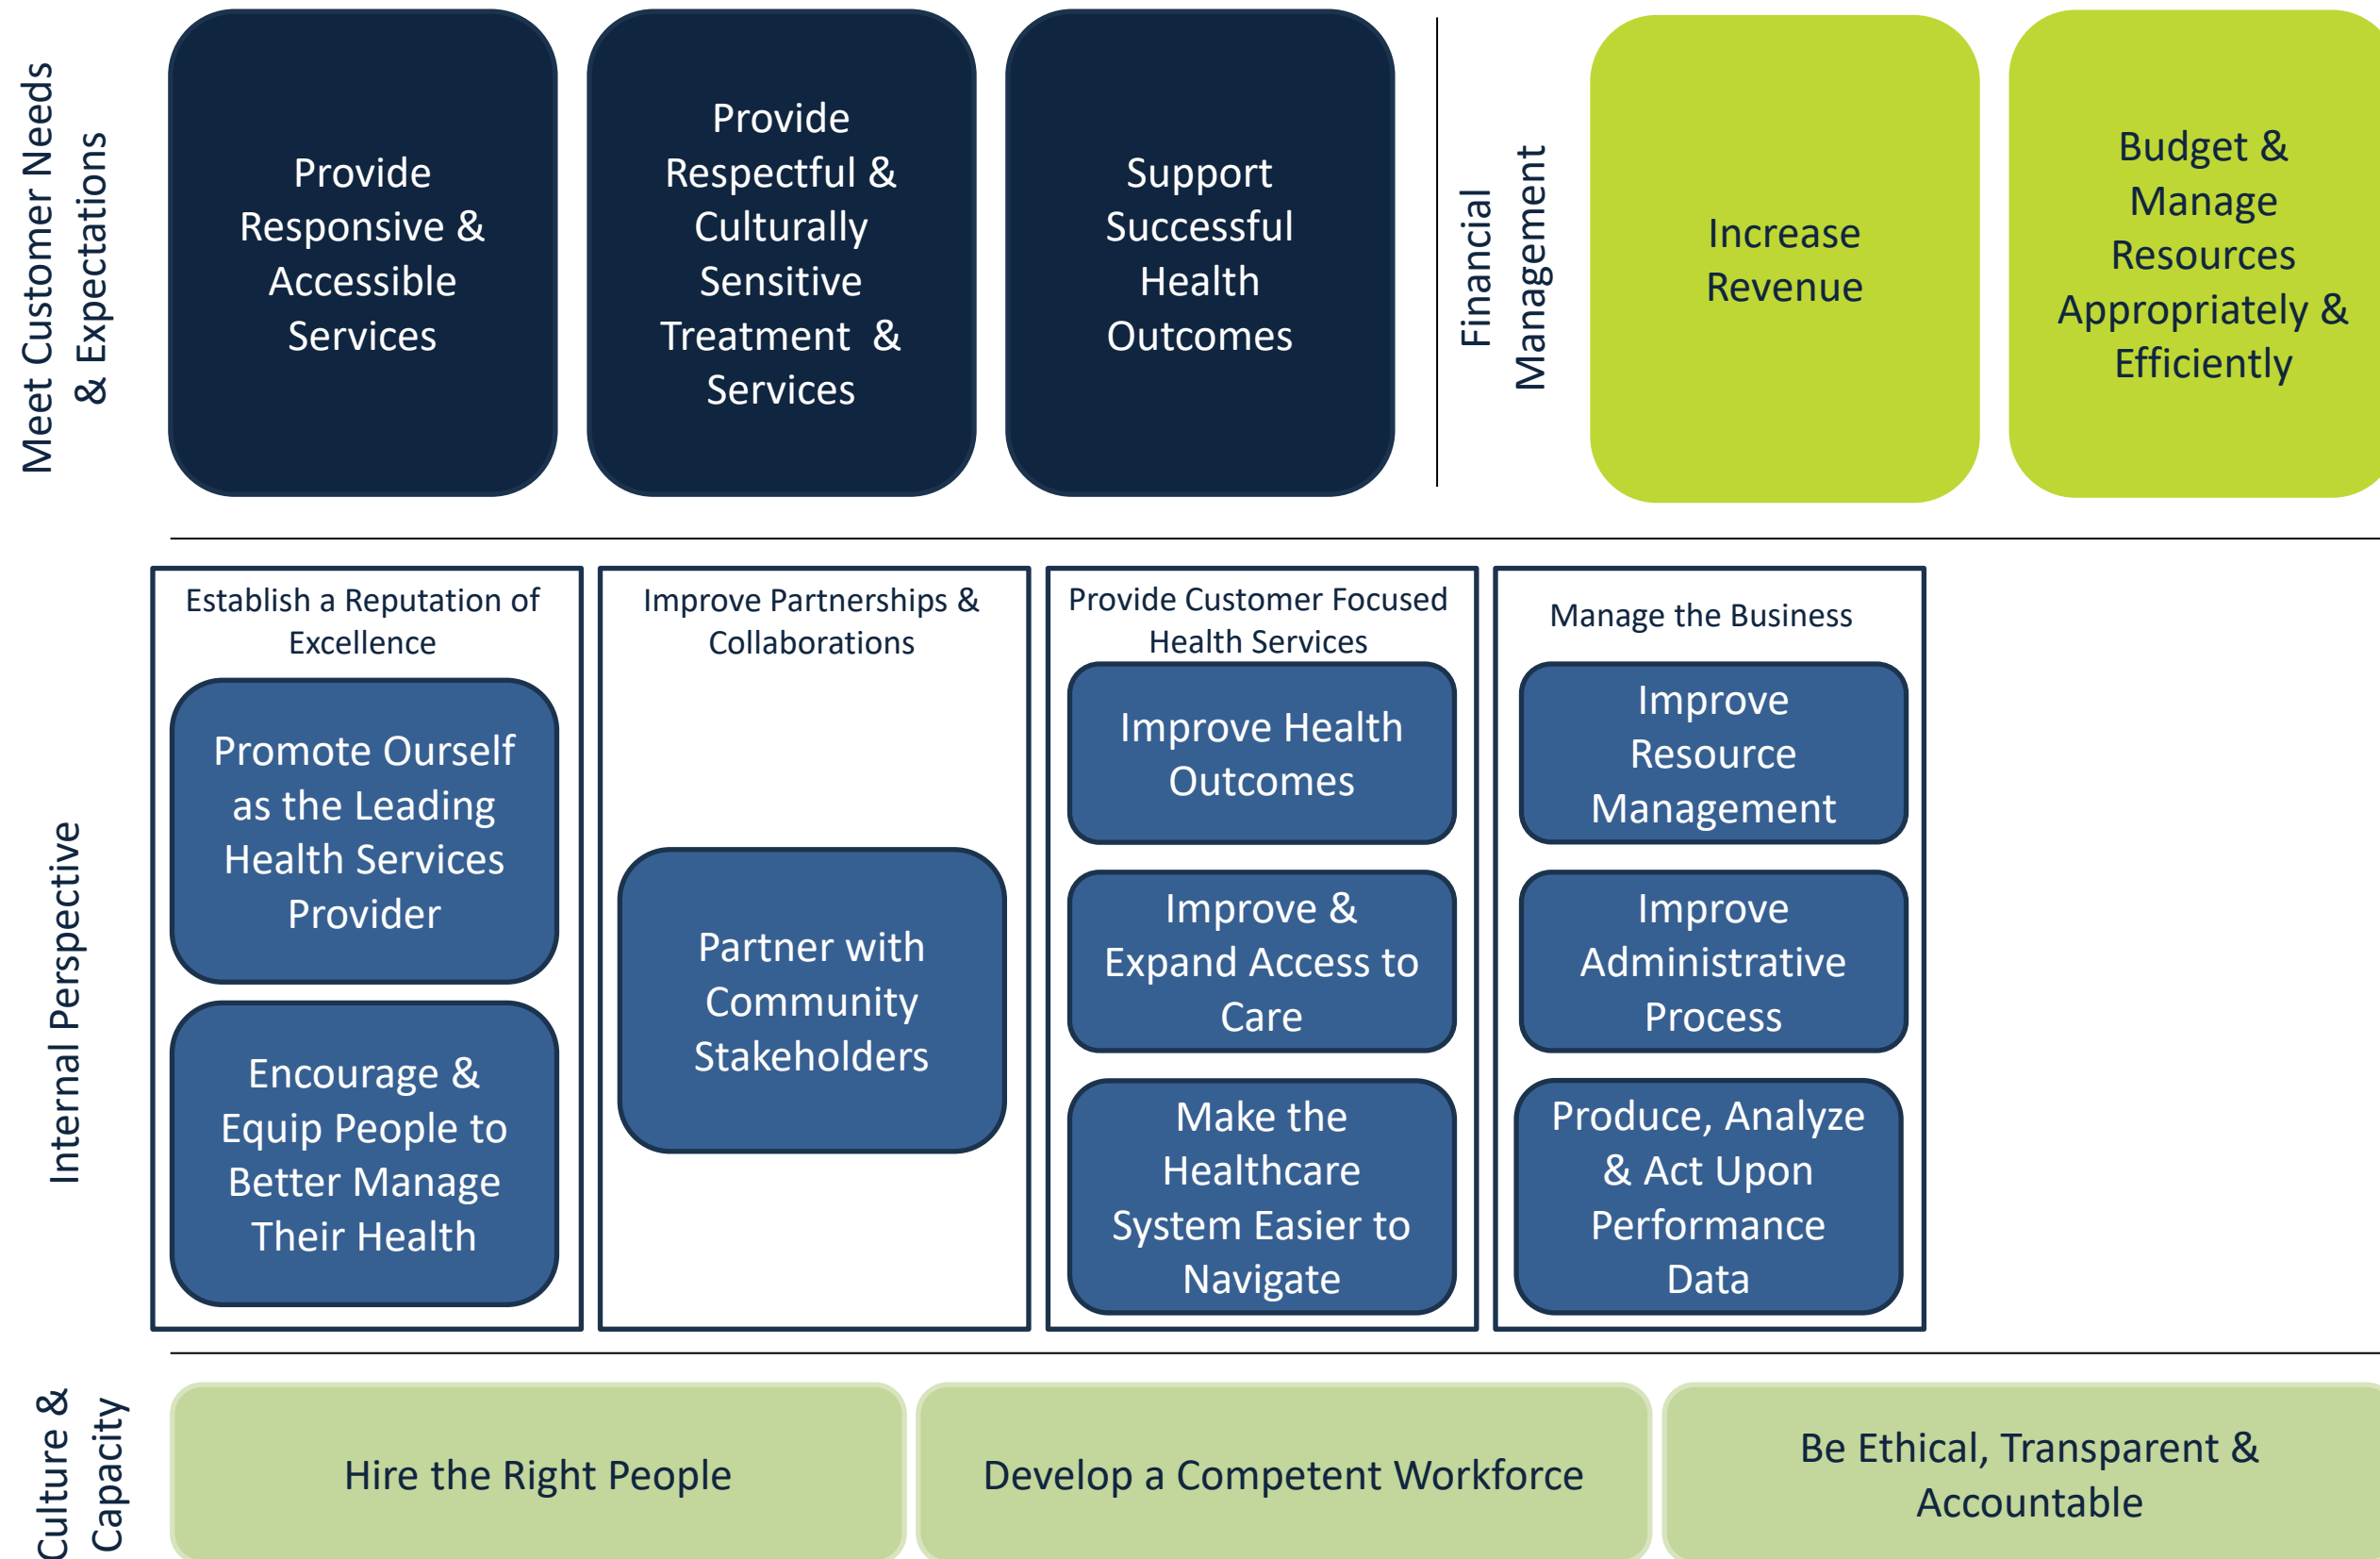 Meet Customer Needs
& Expectations
Provide
Responsive &
Accessible
Services
Provide
Respectful &
Culturally
Sensitive
Treatment  &
Services
Support
Successful
Health
Outcomes
Financial
Management
Increase
Revenue
Budget &
Manage
Resources
Appropriately &
Efficiently
Internal Perspective
Establish a Reputation of
Excellence
Promote Ourself
as the Leading
Health Services
Provider
Encourage &
Equip People to
Better Manage
Their Health
Improve Partnerships &
Collaborations
Partner with
Community
Stakeholders
Provide Customer Focused
Health Services
Improve Health
Outcomes
Improve &
Expand Access to
Care
Make the
Healthcare
System Easier to
Navigate
Manage the Business
Improve
Resource
Management
Improve
Administrative
Process
Produce, Analyze
& Act Upon
Performance
Data
Culture &
Capacity
Hire the Right People
Develop a Competent Workforce
Be Ethical, Transparent &
Accountable